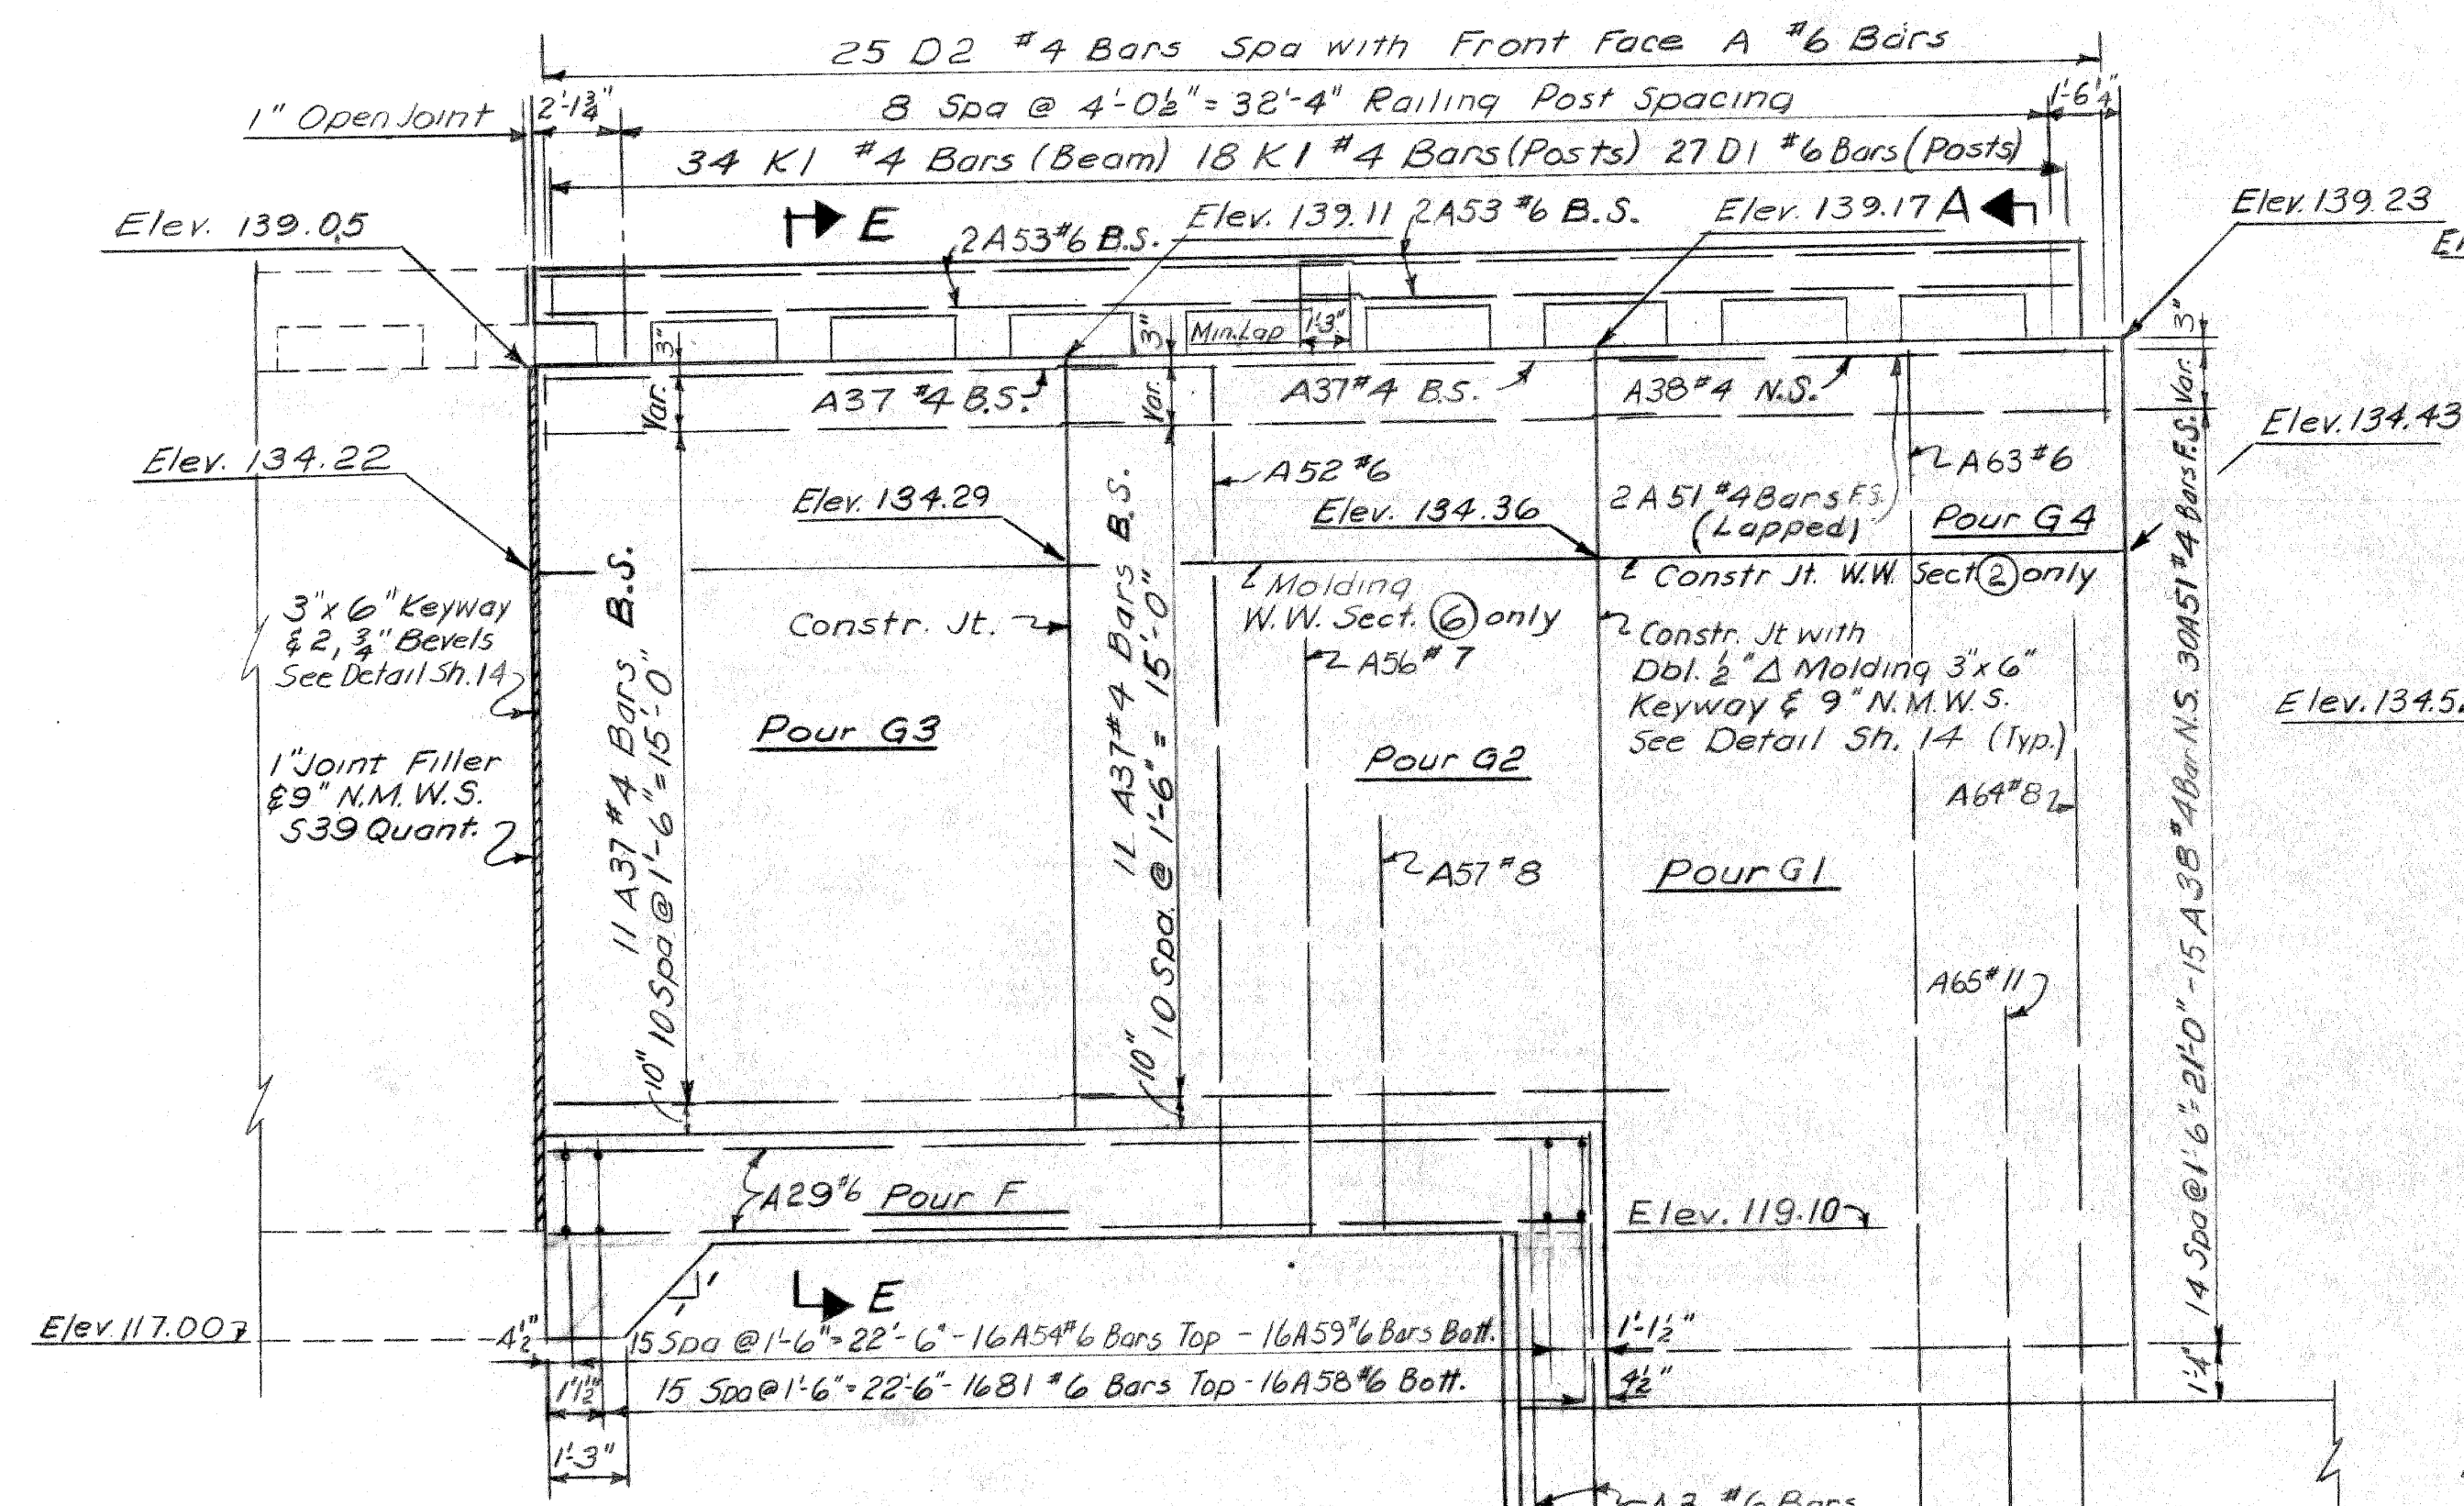 25 D2 #4 Bars Spa with Front Face A #6 Bars
1" Open Joint
2'-1¾"
8 Spa @ 4'-0½" = 32'-4" Railing Post Spacing
1'-6¼"
34 K1 #4 Bars (Beam) 18 K1 #4 Bars (Posts) 27 D1 #6 Bars (Posts)
Elev. 139.05
E
2A53 #6 B.S.
Elev. 139.11
2A53 #6 B.S.
Elev. 139.17
A
Elev. 139.23
3"
Var.
3"
Var.
Min. Lap
1'-3"
3"
Var.
A37 #4 B.S.
A37 #4 B.S.
A38 #4 N.S.
Elev. 134.22
Elev. 134.29
A52 #6
Elev. 134.36
2 A51 #4 Bars F.S.
(Lapped)
A63 #6
Pour G4
Elev. 134.43
3" x 6" Keyway
& 2, ¾" Bevels
See Detail Sh. 14
11 A37 #4 Bars B.S.
10 Spa @ 1'-6" = 15'-0"
10"
Constr. Jt.
11 A37 #4 Bars B.S.
10 Spa. @ 1'-6" = 15'-0"
10"
Molding
W.W. Sect. (6) only
A56 #7
Constr Jt. W.W. Sect (2) only
Constr. Jt with
Dbl. ½" Δ Molding 3" x 6"
Keyway & 9" N.M.W.S.
See Detail Sh. 14 (Typ.)
Elev. 134.5
Pour G3
Pour G2
1" Joint Filler
& 9" N.M.W.S.
S39 Quant.
A64 #8
A57 #8
Pour G1
A65 #11
14 Spa @ 1'-6" = 21'-0" - 15 A38 #4 Bar N.S. 30 A51 #4 Bars F.S.
1'-4"
A29 #6 Pour F
Elev. 119.10
E
Elev 117.00
4½"
15 Spa @ 1'-6" = 22'-6" - 16 A54 #6 Bars Top - 16 A59 #6 Bars Bott.
1'-1½"
1'1½"
15 Spa @ 1'-6" = 22'-6" - 16 B1 #6 Bars Top - 16 A58 #6 Bott.
4½"
1'-3"
A3 #6 Bars